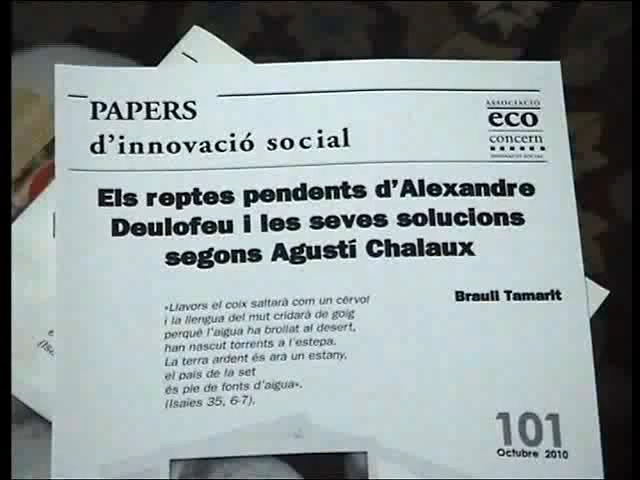 PAPERS
d'innovació social
ASSOCIACIÓ
eco
concern
INNOVACIÓ SOCIAL
Els reptes pendents d'Alexandre
Deulofeu i les seves solucions
segons Agustí Chalaux
Brauli Tamarit
«Llavors el coix saltarà com un cérvol
i la llengua del mut cridarà de goig
perquè l'aigua ha brollat al desert,
han nascut torrents a l'estepa.
La terra ardent és ara un estany,
el país de la set
és ple de fonts d'aigua».
(Isaïes 35, 6-7).
101
Octubre 2010